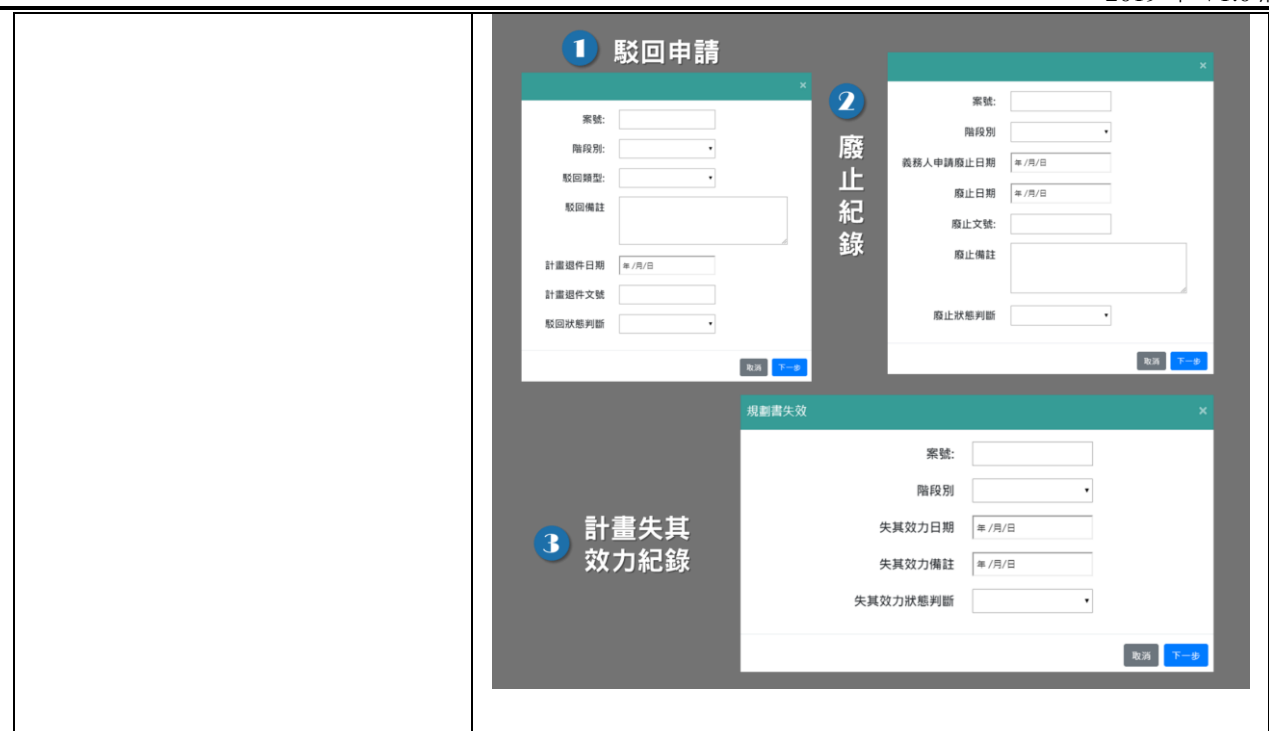 1 駁回申請
×
案號:
階段別:
駁回類型:
駁回備註
計畫退件日期 年 /月/日
計畫退件文號
駁回狀態判斷
取消 下一步
2 廢止紀錄
×
案號:
階段別
義務人申請廢止日期 年 /月/日
廢止日期 年 /月/日
廢止文號:
廢止備註
廢止狀態判斷
取消 下一步
3 計畫失其
效力紀錄
規劃書失效 ×
案號:
階段別
失其效力日期 年 /月/日
失其效力備註 年 /月/日
失其效力狀態判斷
取消 下一步